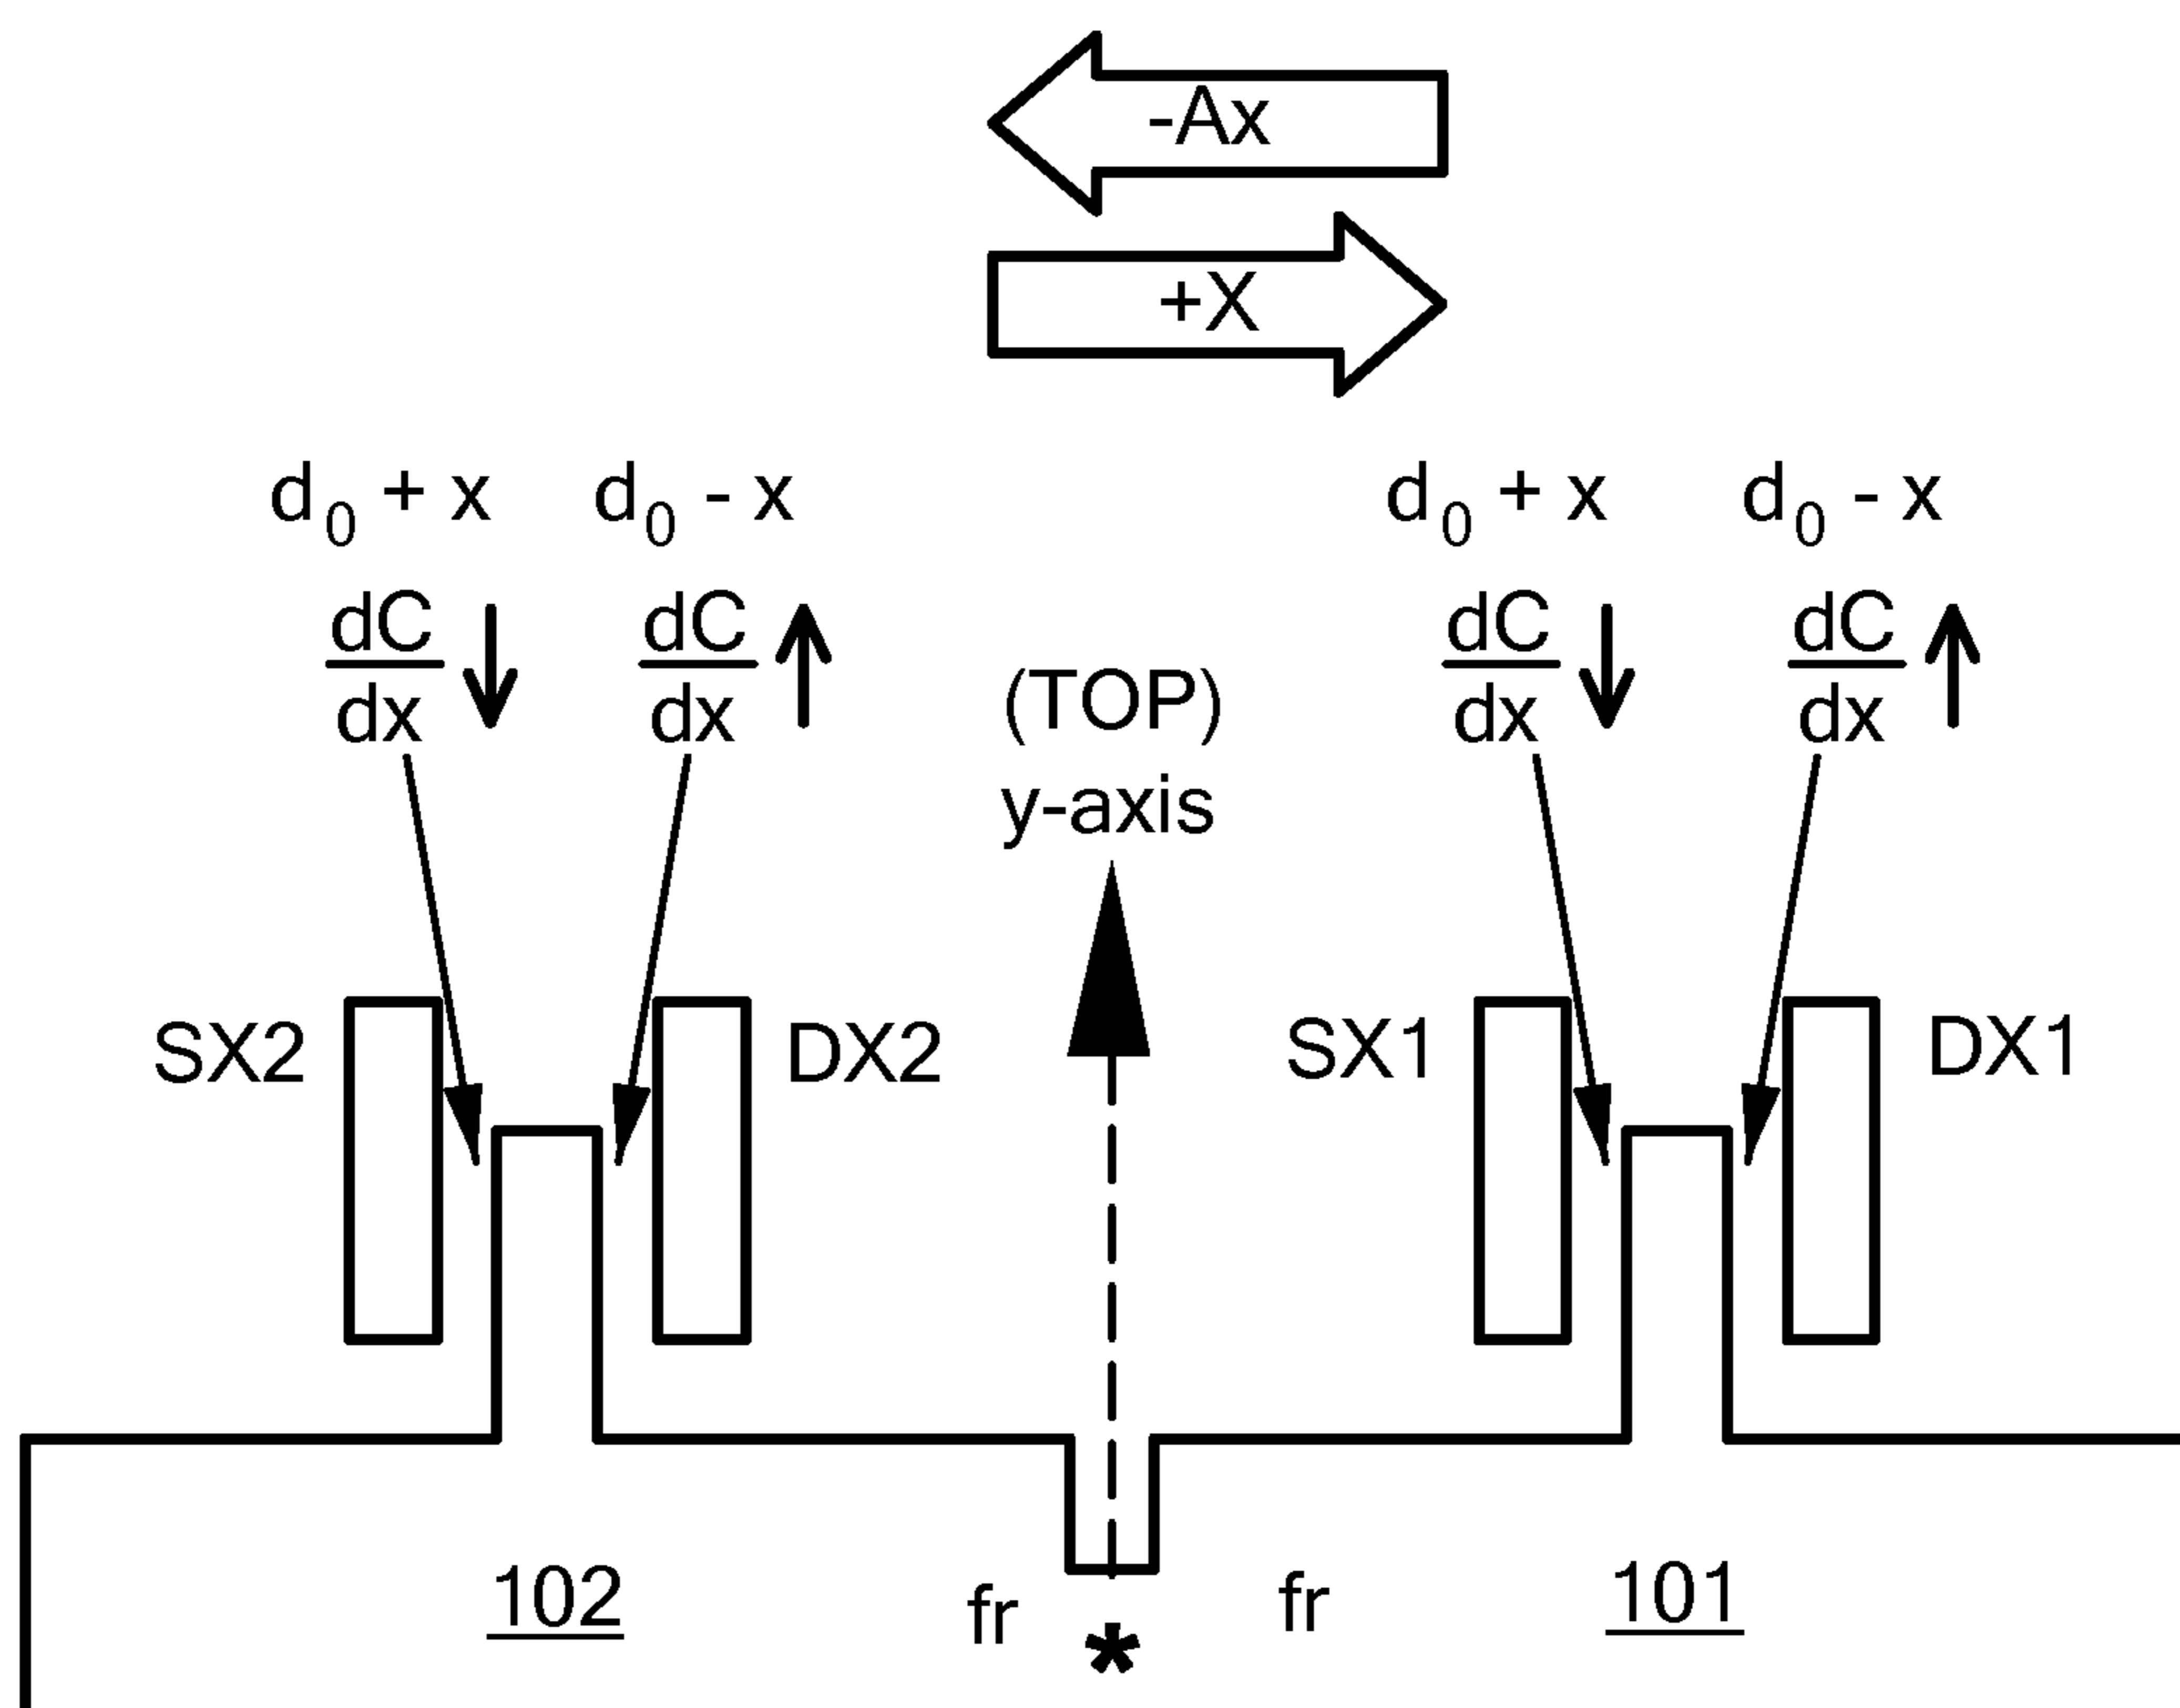 -Ax
+X
d0 + x d0 - x d0 + x d0 - x
dC dC dC dC
dx dx dx dx
(TOP)
y-axis
SX2 DX2 SX1 DX1
102 fr * fr 101